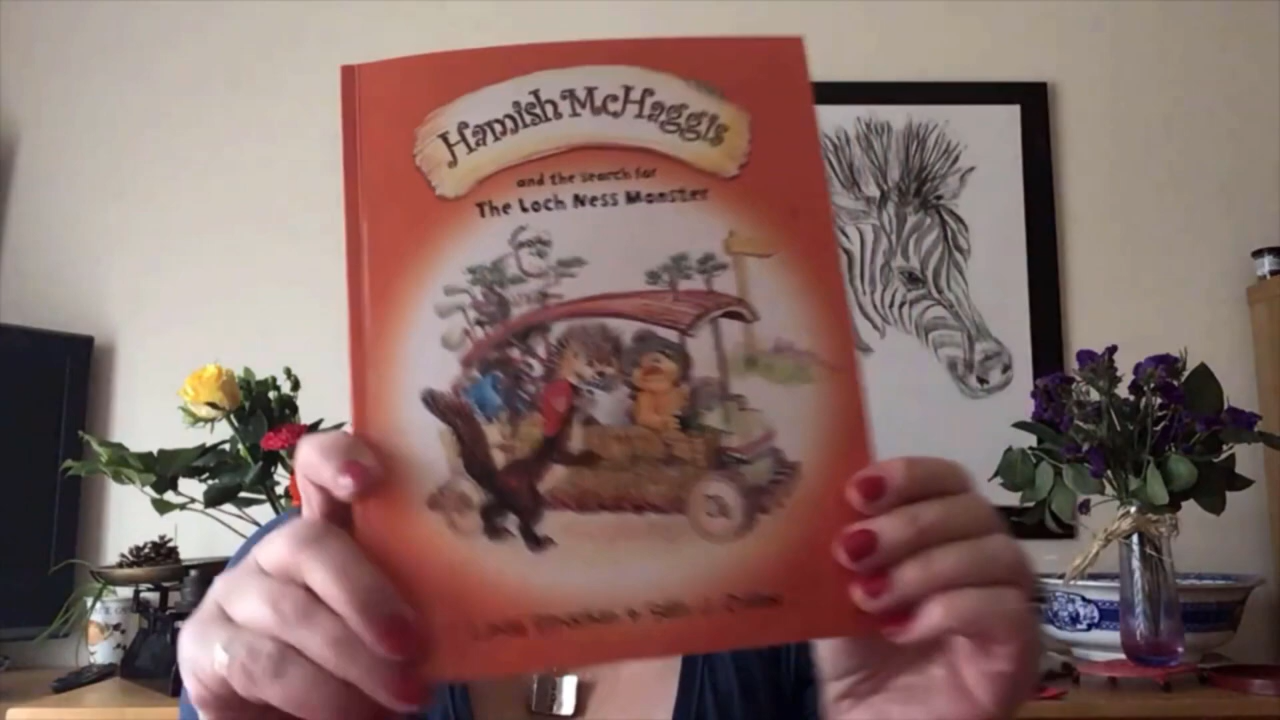 Hamish McHaggis
and the search for
The Loch Ness Monster